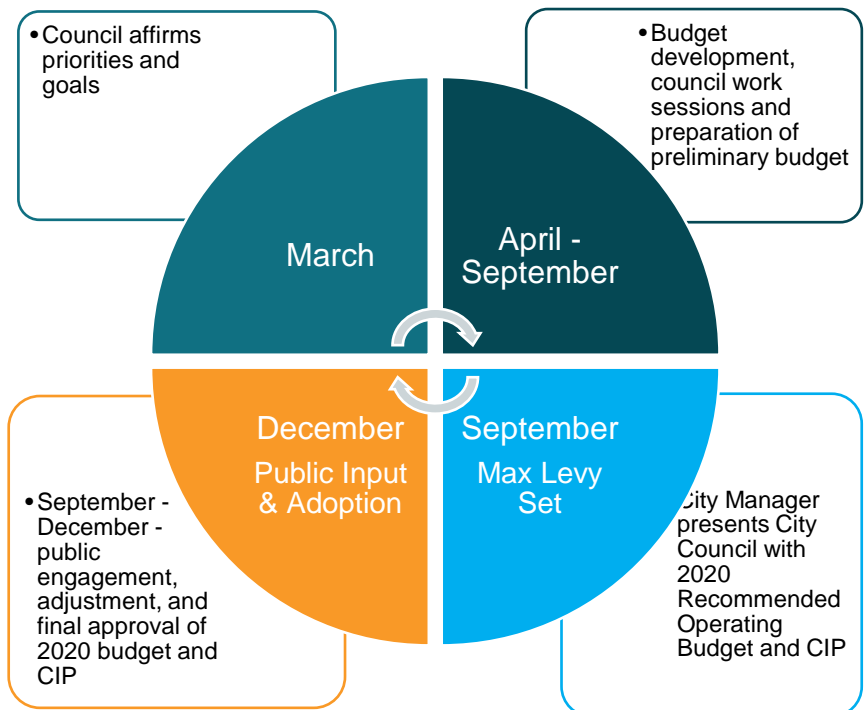 •Council affirms
priorities and
goals
•Budget
development,
council work
sessions and
preparation of
preliminary budget
March
April -
September
December
Public Input
& Adoption
September
Max Levy
Set
•September -
December -
public
engagement,
adjustment, and
final approval of
2020 budget and
CIP
City Manager
presents City
Council with
2020
Recommended
Operating
Budget and CIP